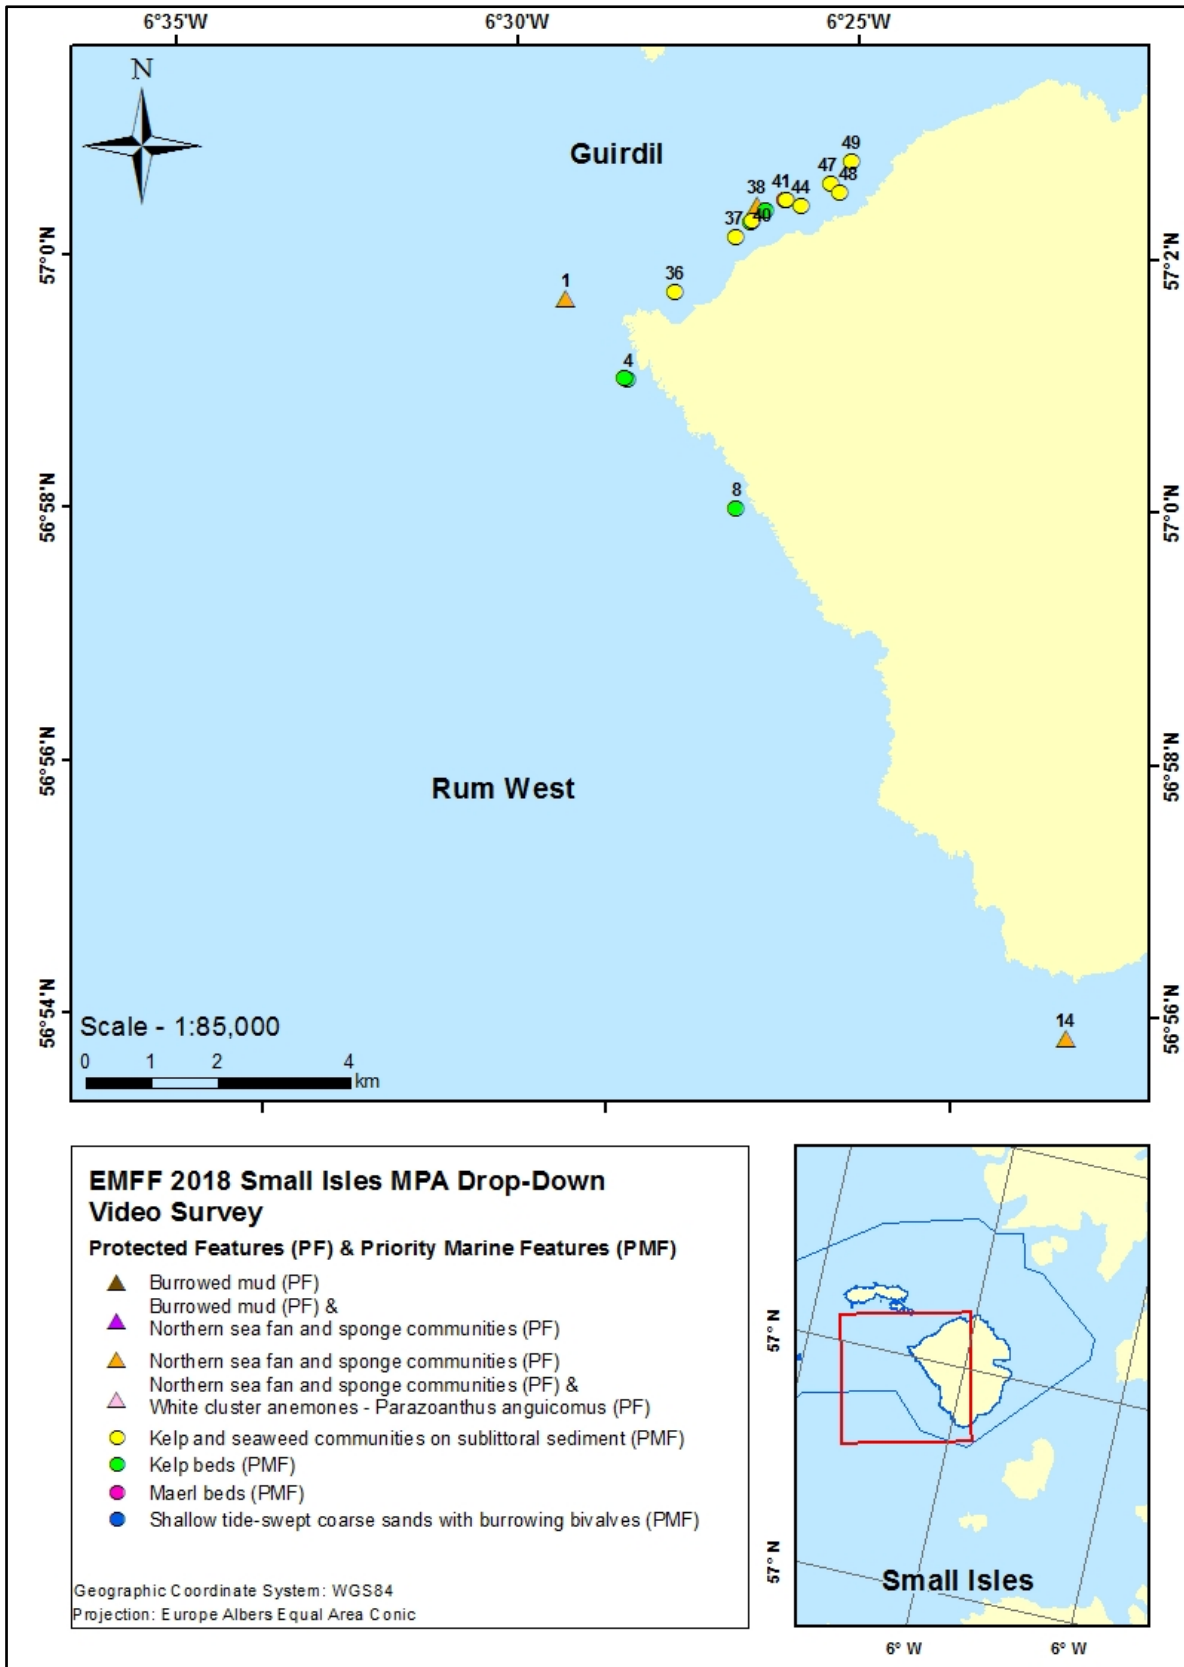 6°35'W
6°30'W
6°25'W
N
Guirdil
49
47
48
38
41
44
37
40
57°0'N
57°2'N
1
36
4
8
56°58'N
57°0'N
56°56'N
56°58'N
Rum West
56°54'N
56°56'N
14
Scale - 1:85,000
0 1 2 4
km
EMFF 2018 Small Isles MPA Drop-Down
Video Survey
Protected Features (PF) & Priority Marine Features (PMF)
Burrowed mud (PF)
Burrowed mud (PF) &
Northern sea fan and sponge communities (PF)
Northern sea fan and sponge communities (PF)
Northern sea fan and sponge communities (PF) &
White cluster anemones - Parazoanthus anguicomus (PF)
Kelp and seaweed communities on sublittoral sediment (PMF)
Kelp beds (PMF)
Maerl beds (PMF)
Shallow tide-swept coarse sands with burrowing bivalves (PMF)
Geographic Coordinate System: WGS84
Projection: Europe Albers Equal Area Conic
57° N
57° N
Small Isles
6° W
6° W